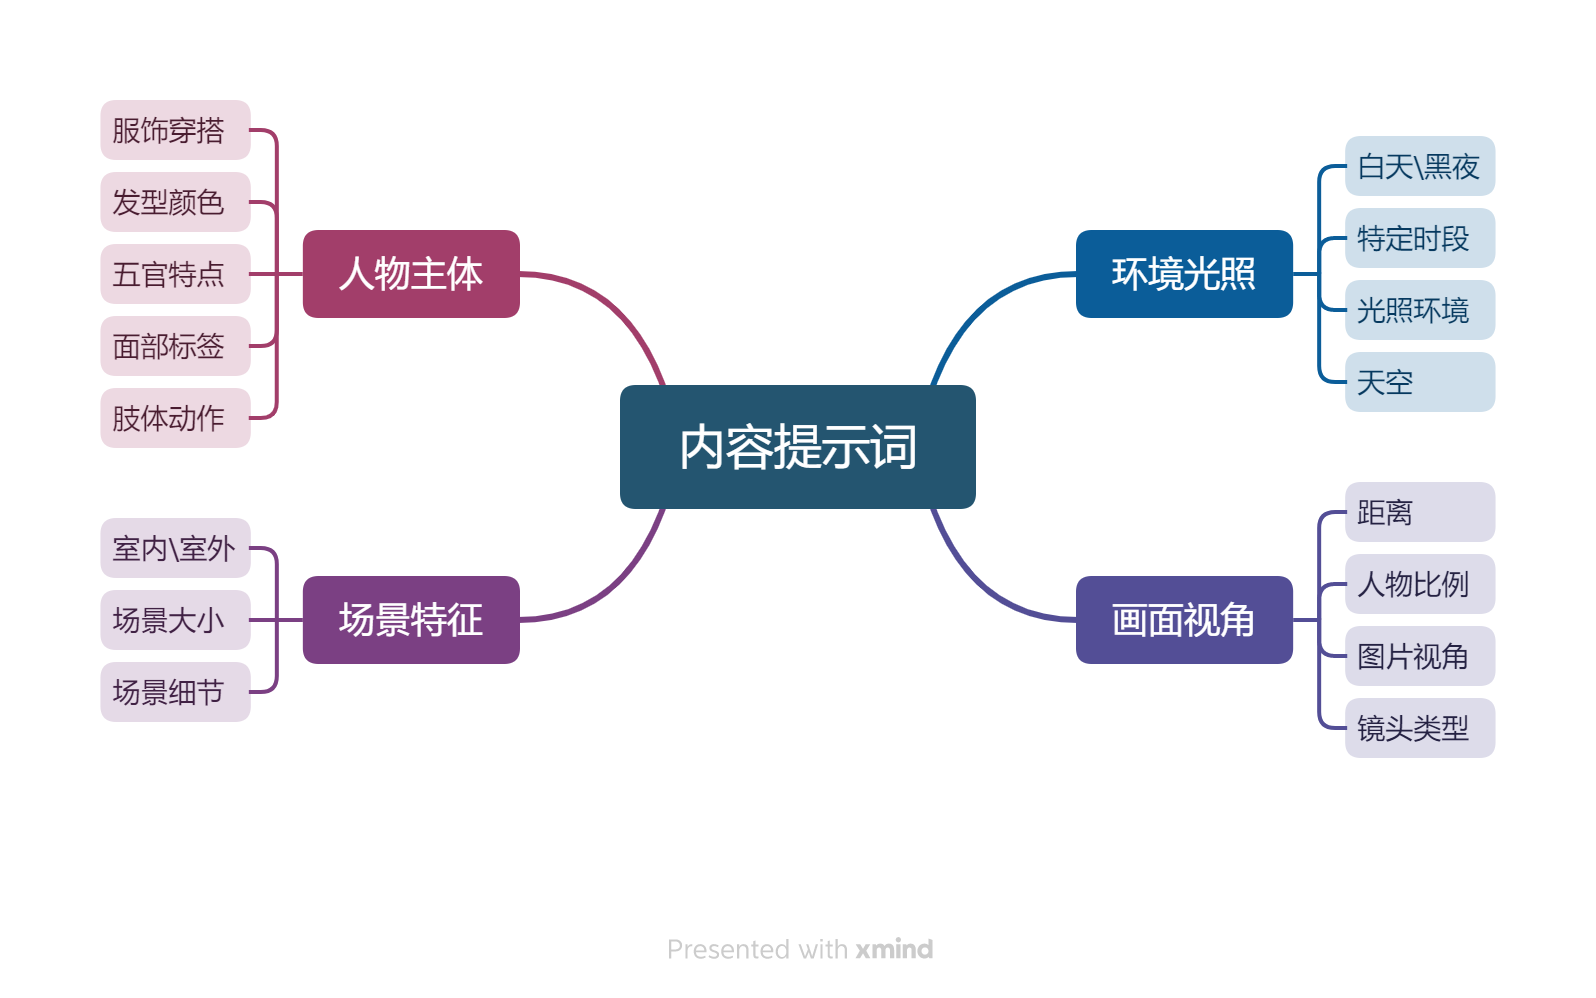 内容提示词
人物主体
服饰穿搭
发型颜色
五官特点
面部标签
肢体动作
场景特征
室内\室外
场景大小
场景细节
环境光照
白天\黑夜
特定时段
光照环境
天空
画面视角
距离
人物比例
图片视角
镜头类型
Presented with xmind